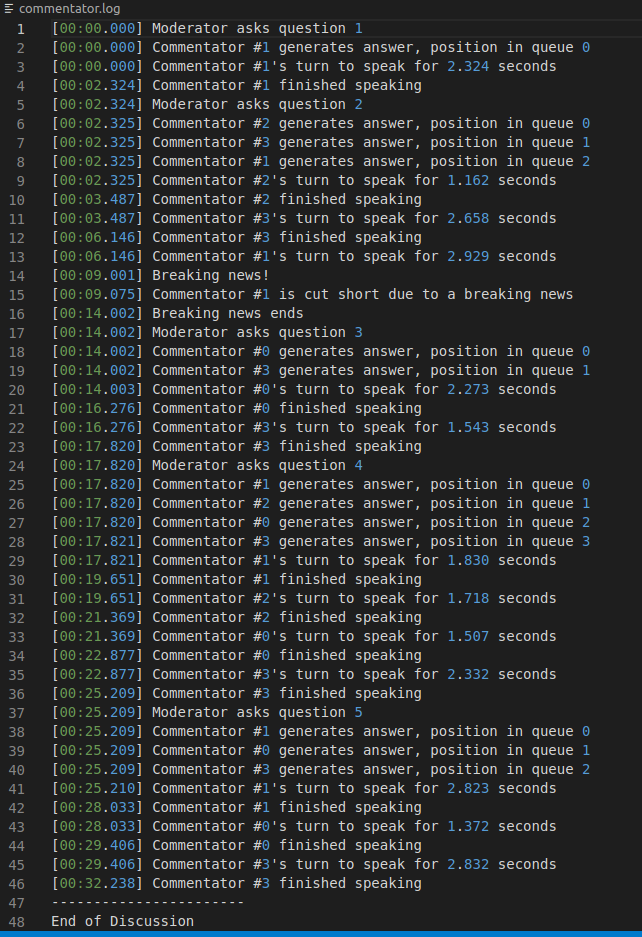 commentator.log
1 [00:00.000] Moderator asks question 1
2 [00:00.000] Commentator #1 generates answer, position in queue 0
3 [00:00.000] Commentator #1's turn to speak for 2.324 seconds
4 [00:02.324] Commentator #1 finished speaking
5 [00:02.324] Moderator asks question 2
6 [00:02.325] Commentator #2 generates answer, position in queue 0
7 [00:02.325] Commentator #3 generates answer, position in queue 1
8 [00:02.325] Commentator #1 generates answer, position in queue 2
9 [00:02.325] Commentator #2's turn to speak for 1.162 seconds
10 [00:03.487] Commentator #2 finished speaking
11 [00:03.487] Commentator #3's turn to speak for 2.658 seconds
12 [00:06.146] Commentator #3 finished speaking
13 [00:06.146] Commentator #1's turn to speak for 2.929 seconds
14 [00:09.001] Breaking news!
15 [00:09.075] Commentator #1 is cut short due to a breaking news
16 [00:14.002] Breaking news ends
17 [00:14.002] Moderator asks question 3
18 [00:14.002] Commentator #0 generates answer, position in queue 0
19 [00:14.002] Commentator #3 generates answer, position in queue 1
20 [00:14.003] Commentator #0's turn to speak for 2.273 seconds
21 [00:16.276] Commentator #0 finished speaking
22 [00:16.276] Commentator #3's turn to speak for 1.543 seconds
23 [00:17.820] Commentator #3 finished speaking
24 [00:17.820] Moderator asks question 4
25 [00:17.820] Commentator #1 generates answer, position in queue 0
26 [00:17.820] Commentator #2 generates answer, position in queue 1
27 [00:17.820] Commentator #0 generates answer, position in queue 2
28 [00:17.821] Commentator #3 generates answer, position in queue 3
29 [00:17.821] Commentator #1's turn to speak for 1.830 seconds
30 [00:19.651] Commentator #1 finished speaking
31 [00:19.651] Commentator #2's turn to speak for 1.718 seconds
32 [00:21.369] Commentator #2 finished speaking
33 [00:21.369] Commentator #0's turn to speak for 1.507 seconds
34 [00:22.877] Commentator #0 finished speaking
35 [00:22.877] Commentator #3's turn to speak for 2.332 seconds
36 [00:25.209] Commentator #3 finished speaking
37 [00:25.209] Moderator asks question 5
38 [00:25.209] Commentator #1 generates answer, position in queue 0
39 [00:25.209] Commentator #0 generates answer, position in queue 1
40 [00:25.209] Commentator #3 generates answer, position in queue 2
41 [00:25.210] Commentator #1's turn to speak for 2.823 seconds
42 [00:28.033] Commentator #1 finished speaking
43 [00:28.033] Commentator #0's turn to speak for 1.372 seconds
44 [00:29.406] Commentator #0 finished speaking
45 [00:29.406] Commentator #3's turn to speak for 2.832 seconds
46 [00:32.238] Commentator #3 finished speaking
47 -----------------------
48 End of Discussion